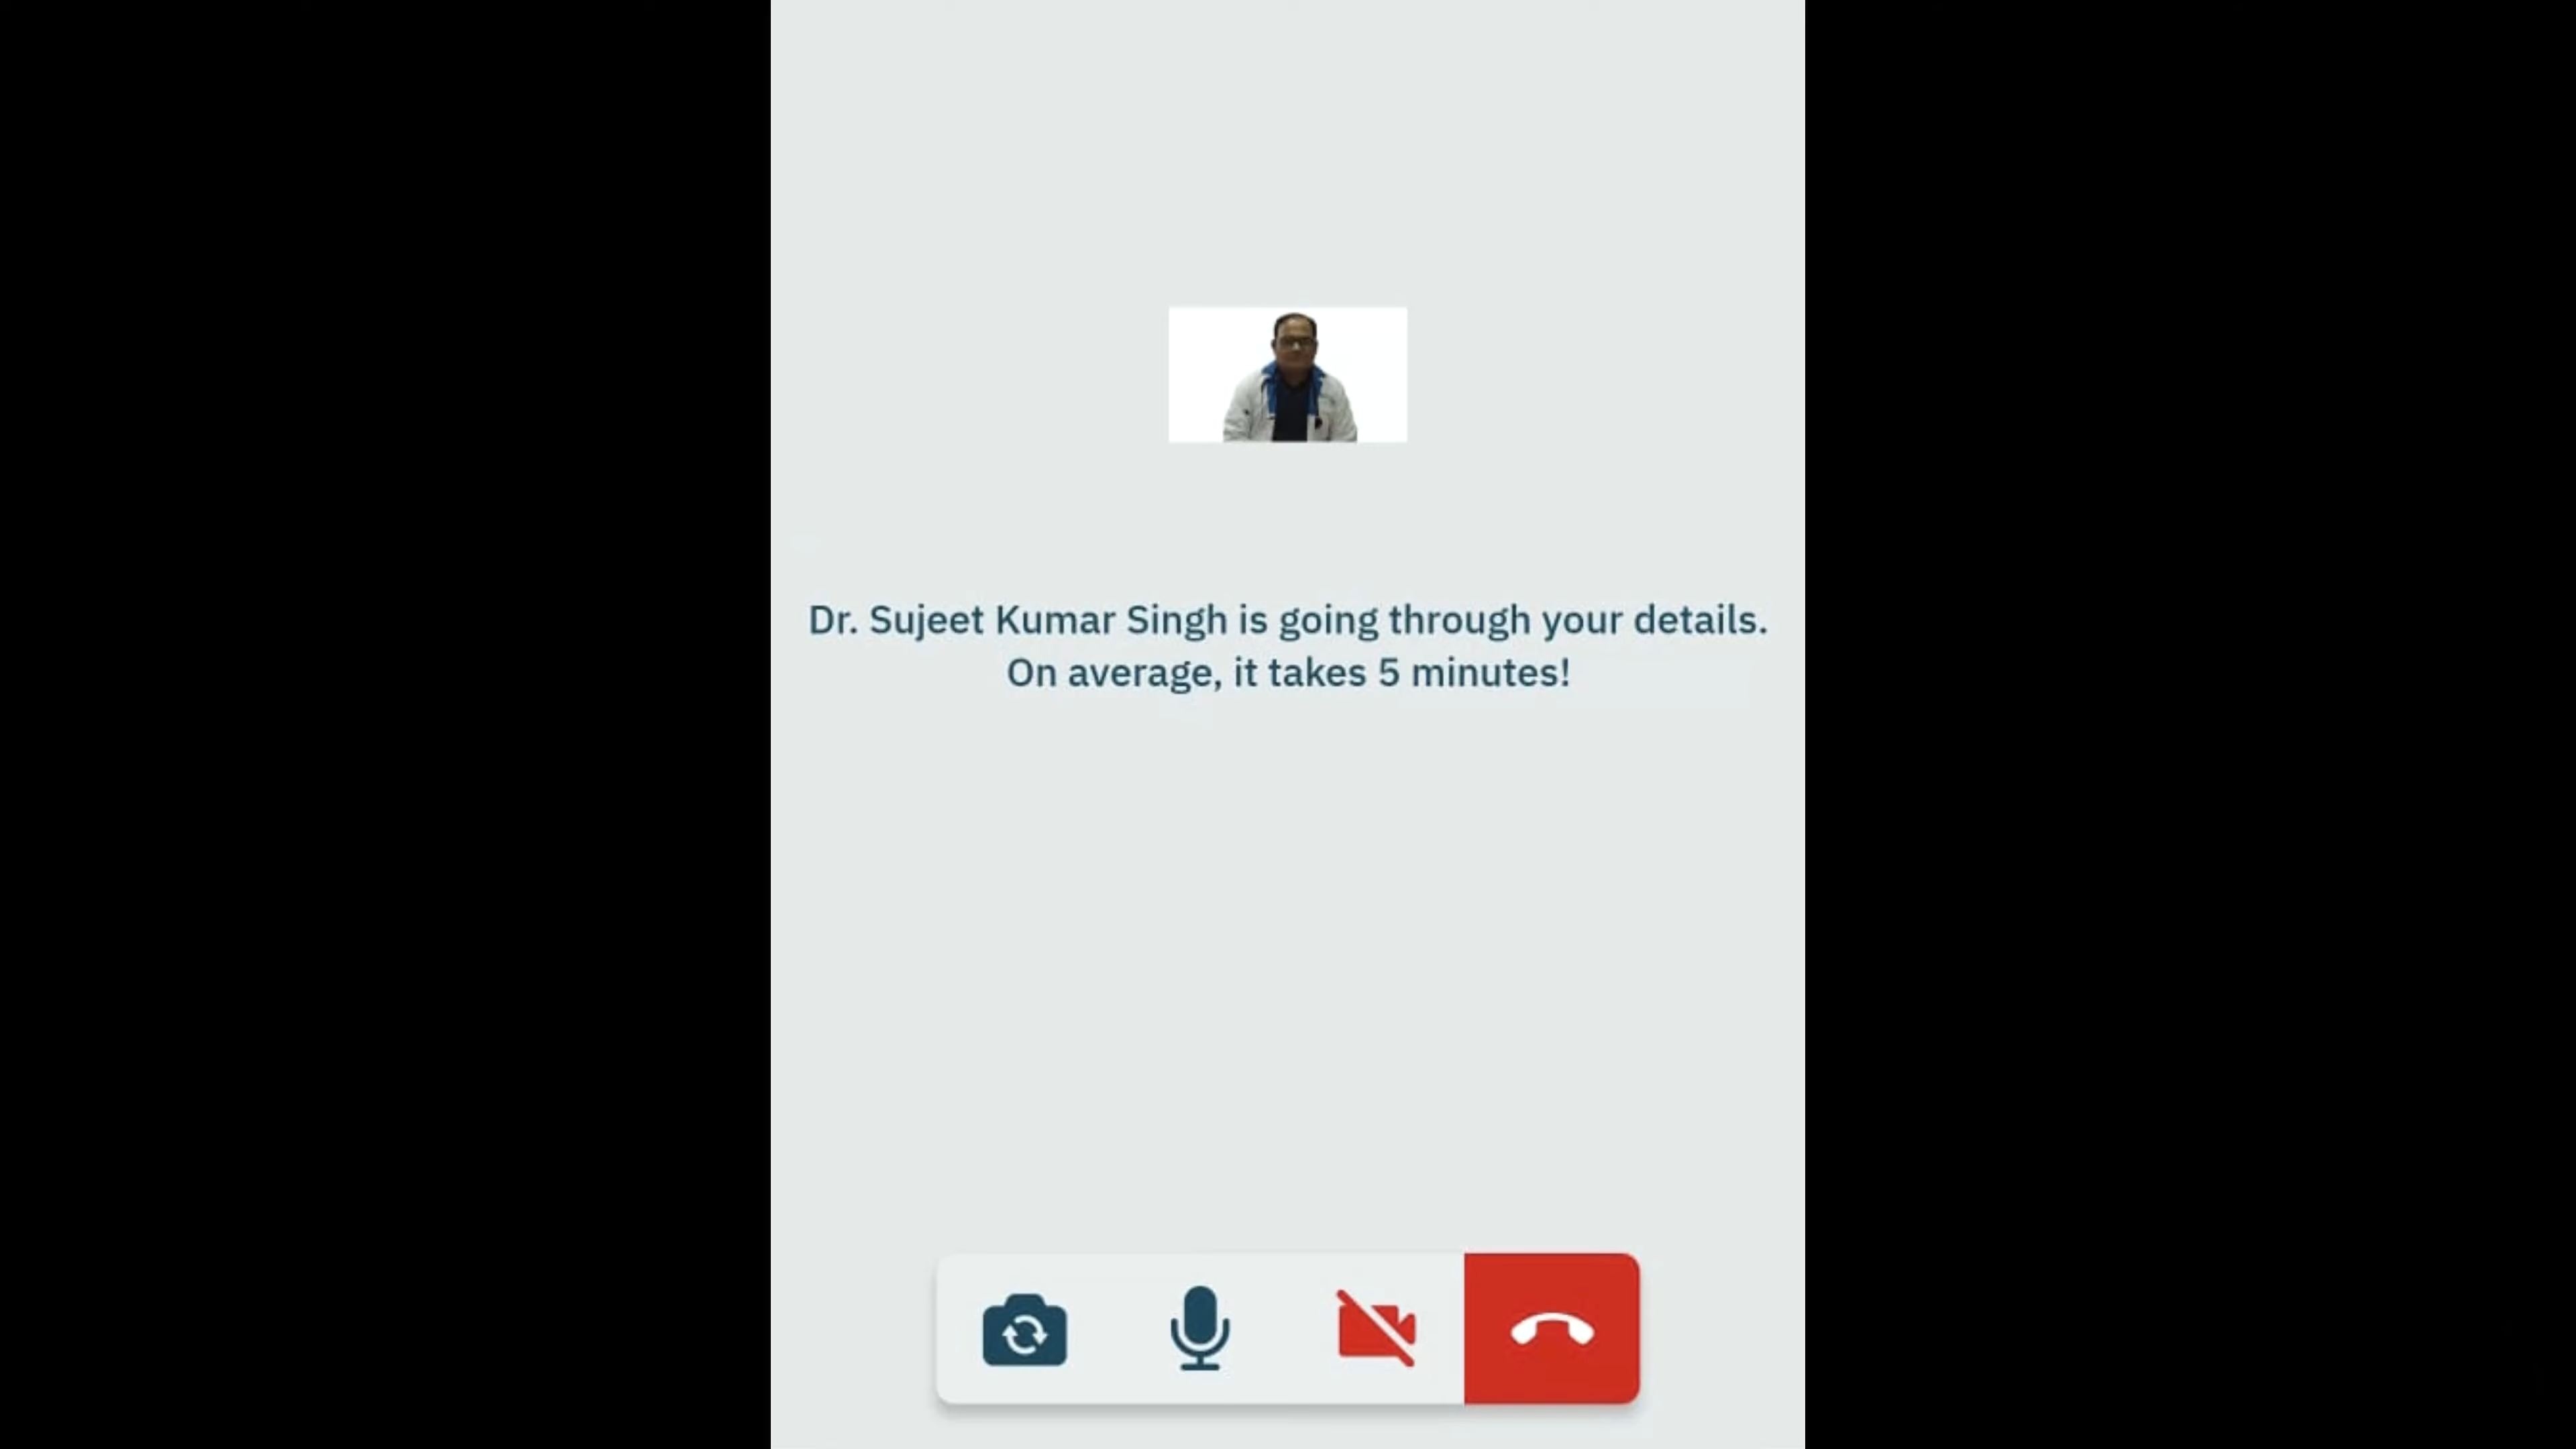 Dr. Sujeet Kumar Singh is going through your details.
On average, it takes 5 minutes!